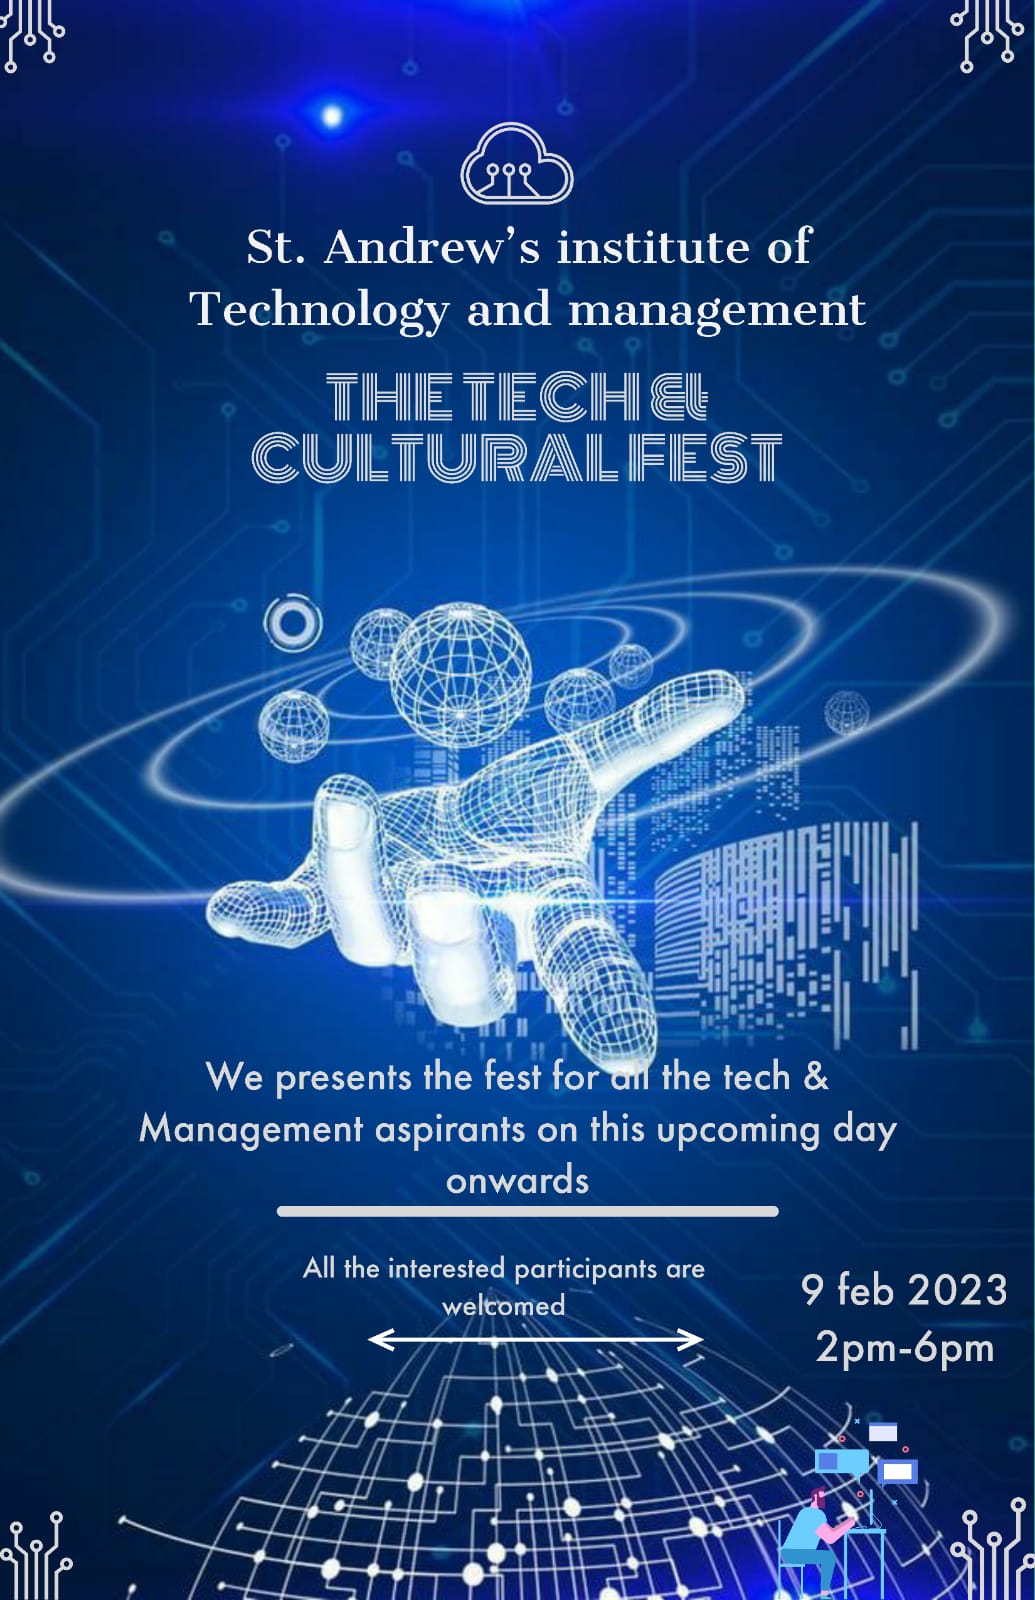 St. Andrew’s institute of
Technology and management
THE TECH &
CULTURAL FEST
We presents the fest for all the tech &
Management aspirants on this upcoming day
onwards
All the interested participants are
welcomed
9 feb 2023
2pm-6pm